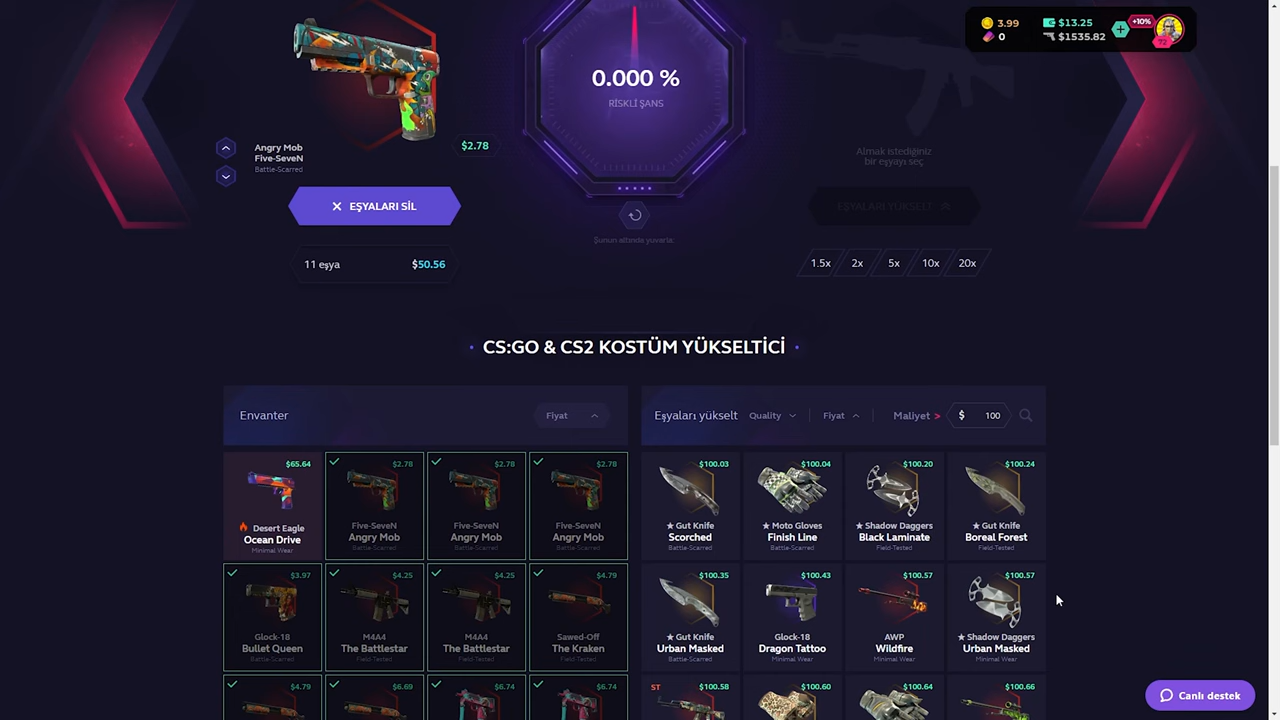 3.99
$13.25
+10%
0
$1535.82
72
0.000 %
RİSKLİ ŞANS
Angry Mob
Five-SeveN
Battle-Scarred
$2.78
Almak istediğiniz
bir eşyayı seç
EŞYALARI SİL
EŞYALARI YÜKSELT
Şunun altında yuvarla:
11 eşya
$50.56
1.5x
2x
5x
10x
20x
CS:GO & CS2 KOSTÜM YÜKSELTİCİ
Envanter
Fiyat
Eşyaları yükselt
Quality
Fiyat
Maliyet >
$ 100
$65.64
Desert Eagle
Ocean Drive
Minimal Wear
$2.78
Five-SeveN
Angry Mob
Battle-Scarred
$2.78
Five-SeveN
Angry Mob
Battle-Scarred
$2.78
Five-SeveN
Angry Mob
Battle-Scarred
$100.03
★ Gut Knife
Scorched
Battle-Scarred
$100.04
★ Moto Gloves
Finish Line
Battle-Scarred
$100.20
★ Shadow Daggers
Black Laminate
Field-Tested
$100.24
★ Gut Knife
Boreal Forest
Field-Tested
$3.97
Glock-18
Bullet Queen
Battle-Scarred
$4.25
M4A4
The Battlestar
Field-Tested
$4.25
M4A4
The Battlestar
Field-Tested
$4.79
Sawed-Off
The Kraken
Field-Tested
$100.35
★ Gut Knife
Urban Masked
Battle-Scarred
$100.43
Glock-18
Dragon Tattoo
Minimal Wear
$100.57
AWP
Wildfire
Minimal Wear
$100.57
★ Shadow Daggers
Urban Masked
Minimal Wear
$4.79
$6.69
$6.74
$6.74
ST
$100.58
$100.60
$100.64
$100.66
Canlı destek